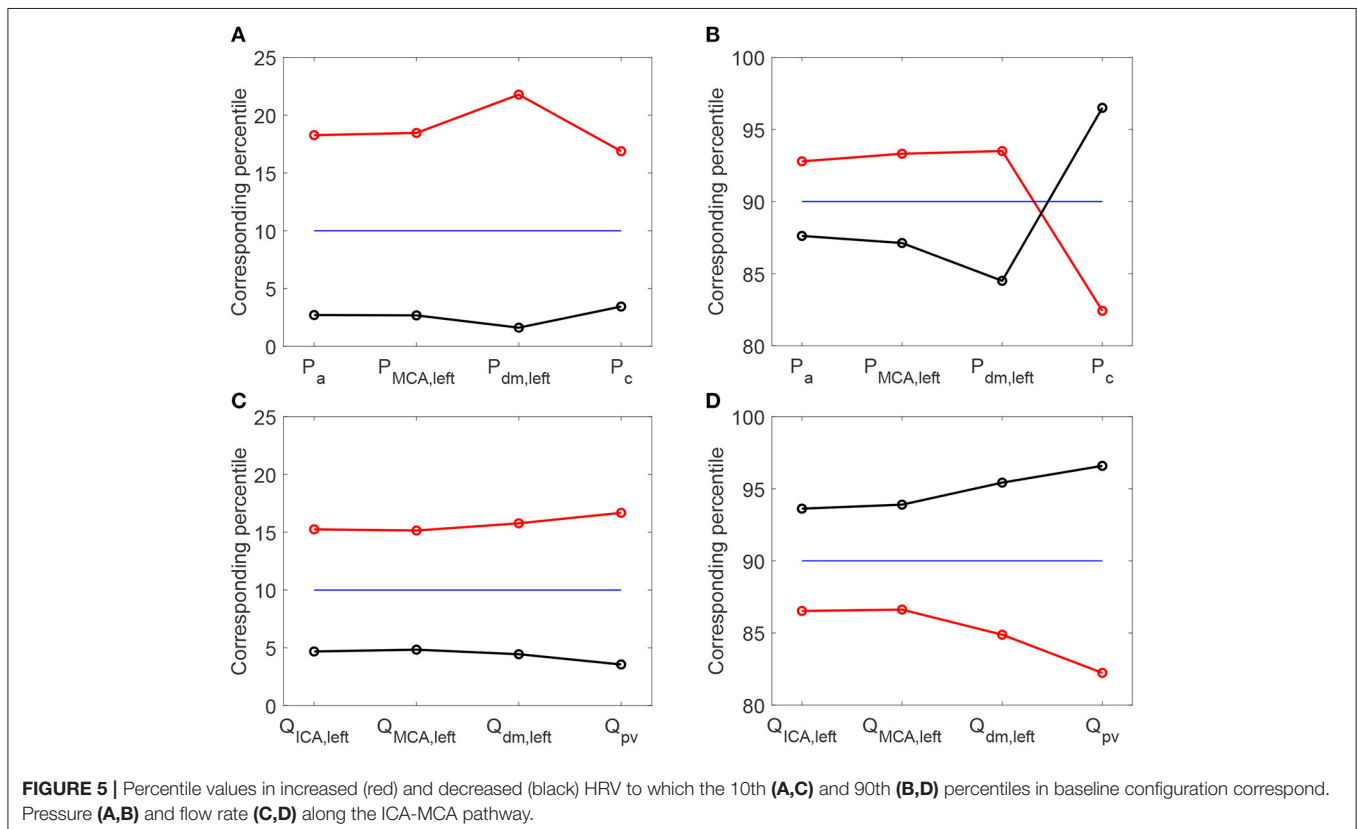 A
25
20
15
10
5
0
Corresponding percentile
P_a P_MCA,left P_dm,left P_c
B
100
95
90
85
80
Corresponding percentile
P_a P_MCA,left P_dm,left P_c
C
25
20
15
10
5
0
Corresponding percentile
Q_ICA,left Q_MCA,left Q_dm,left Q_pv
D
100
95
90
85
80
Corresponding percentile
Q_ICA,left Q_MCA,left Q_dm,left Q_pv
FIGURE 5 | Percentile values in increased (red) and decreased (black) HRV to which the 10th (A,C) and 90th (B,D) percentiles in baseline configuration correspond.
Pressure (A,B) and flow rate (C,D) along the ICA-MCA pathway.